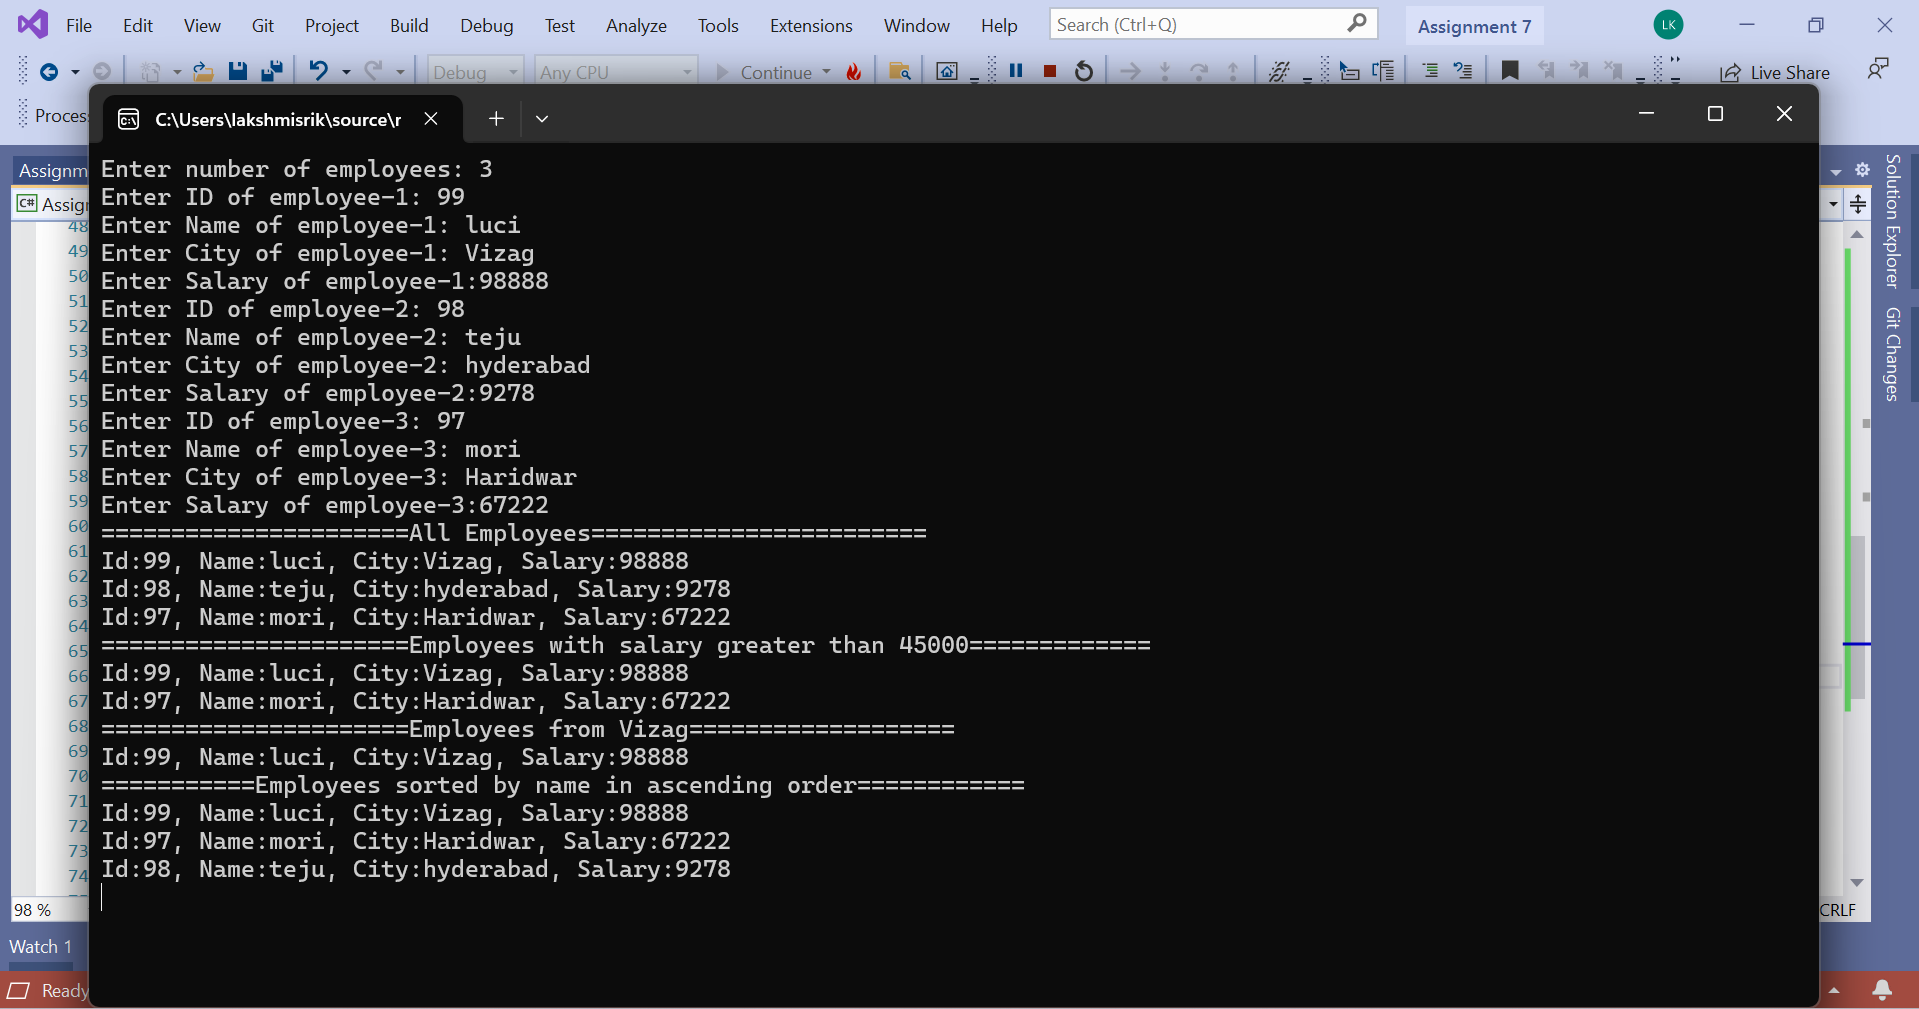 File Edit View Git Project Build Debug Test Analyze Tools Extensions Window Help Search (Ctrl+Q) Assignment 7 LK
Debug Any CPU Continue Live Share
Process
C:\Users\lakshmisrik\source\r
Assignm
C# Assign
Solution Explorer
Git Changes
48
49
50
51
52
53
54
55
56
57
58
59
60
61
62
63
64
65
66
67
68
69
70
71
72
73
74
Enter number of employees: 3
Enter ID of employee-1: 99
Enter Name of employee-1: luci
Enter City of employee-1: Vizag
Enter Salary of employee-1:98888
Enter ID of employee-2: 98
Enter Name of employee-2: teju
Enter City of employee-2: hyderabad
Enter Salary of employee-2:9278
Enter ID of employee-3: 97
Enter Name of employee-3: mori
Enter City of employee-3: Haridwar
Enter Salary of employee-3:67222
======================All Employees========================
Id:99, Name:luci, City:Vizag, Salary:98888
Id:98, Name:teju, City:hyderabad, Salary:9278
Id:97, Name:mori, City:Haridwar, Salary:67222
======================Employees with salary greater than 45000=============
Id:99, Name:luci, City:Vizag, Salary:98888
Id:97, Name:mori, City:Haridwar, Salary:67222
======================Employees from Vizag===================
Id:99, Name:luci, City:Vizag, Salary:98888
===========Employees sorted by name in ascending order============
Id:99, Name:luci, City:Vizag, Salary:98888
Id:97, Name:mori, City:Haridwar, Salary:67222
Id:98, Name:teju, City:hyderabad, Salary:9278
98 %
CRLF
Watch 1
Ready